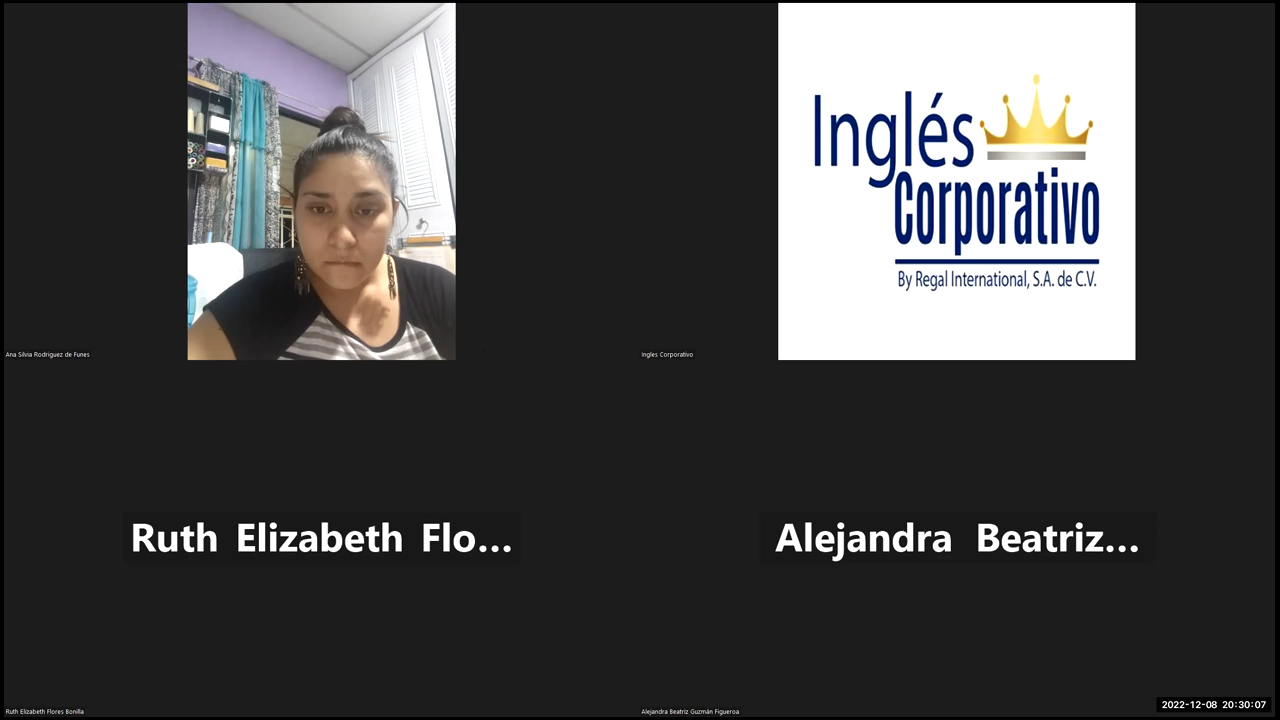 Inglés
Corporativo
By Regal International, S.A. de C.V.
Ana Silvia Rodriguez de Funes
Ingles Corporativo
Ruth Elizabeth Flo...
Alejandra Beatriz...
Ruth Elizabeth Flores Bonilla
Alejandra Beatriz Guzmán Figueroa
2022-12-08 20:30:07